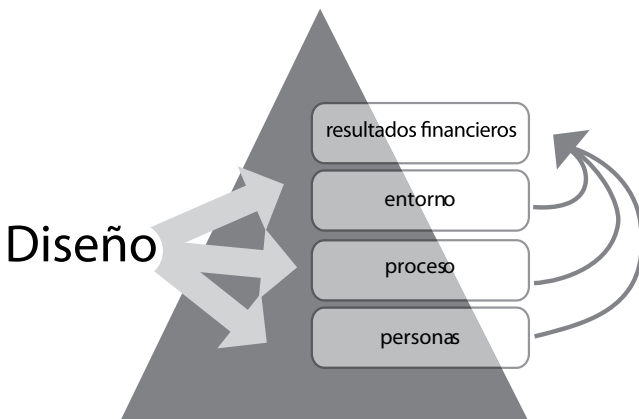 resultados financieros
entorno
Diseño
proceso
personas